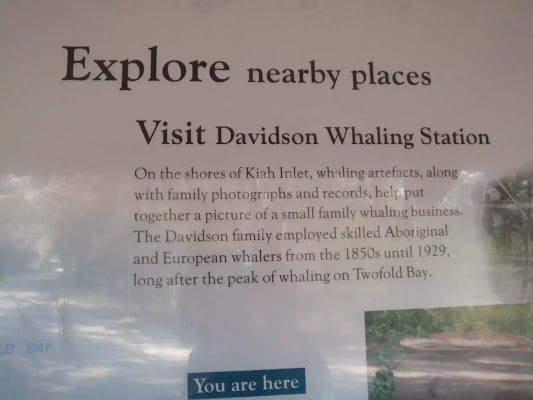 Explore nearby places
Visit Davidson Whaling Station
On the shores of Kiah Inlet, whaling artefacts, along
with family photographs and records, help put
together a picture of a small family whaling business.
The Davidson family employed skilled Aboriginal
and European whalers from the 1850s until 1929,
long after the peak of whaling on Twofold Bay.
LD BAY
You are here